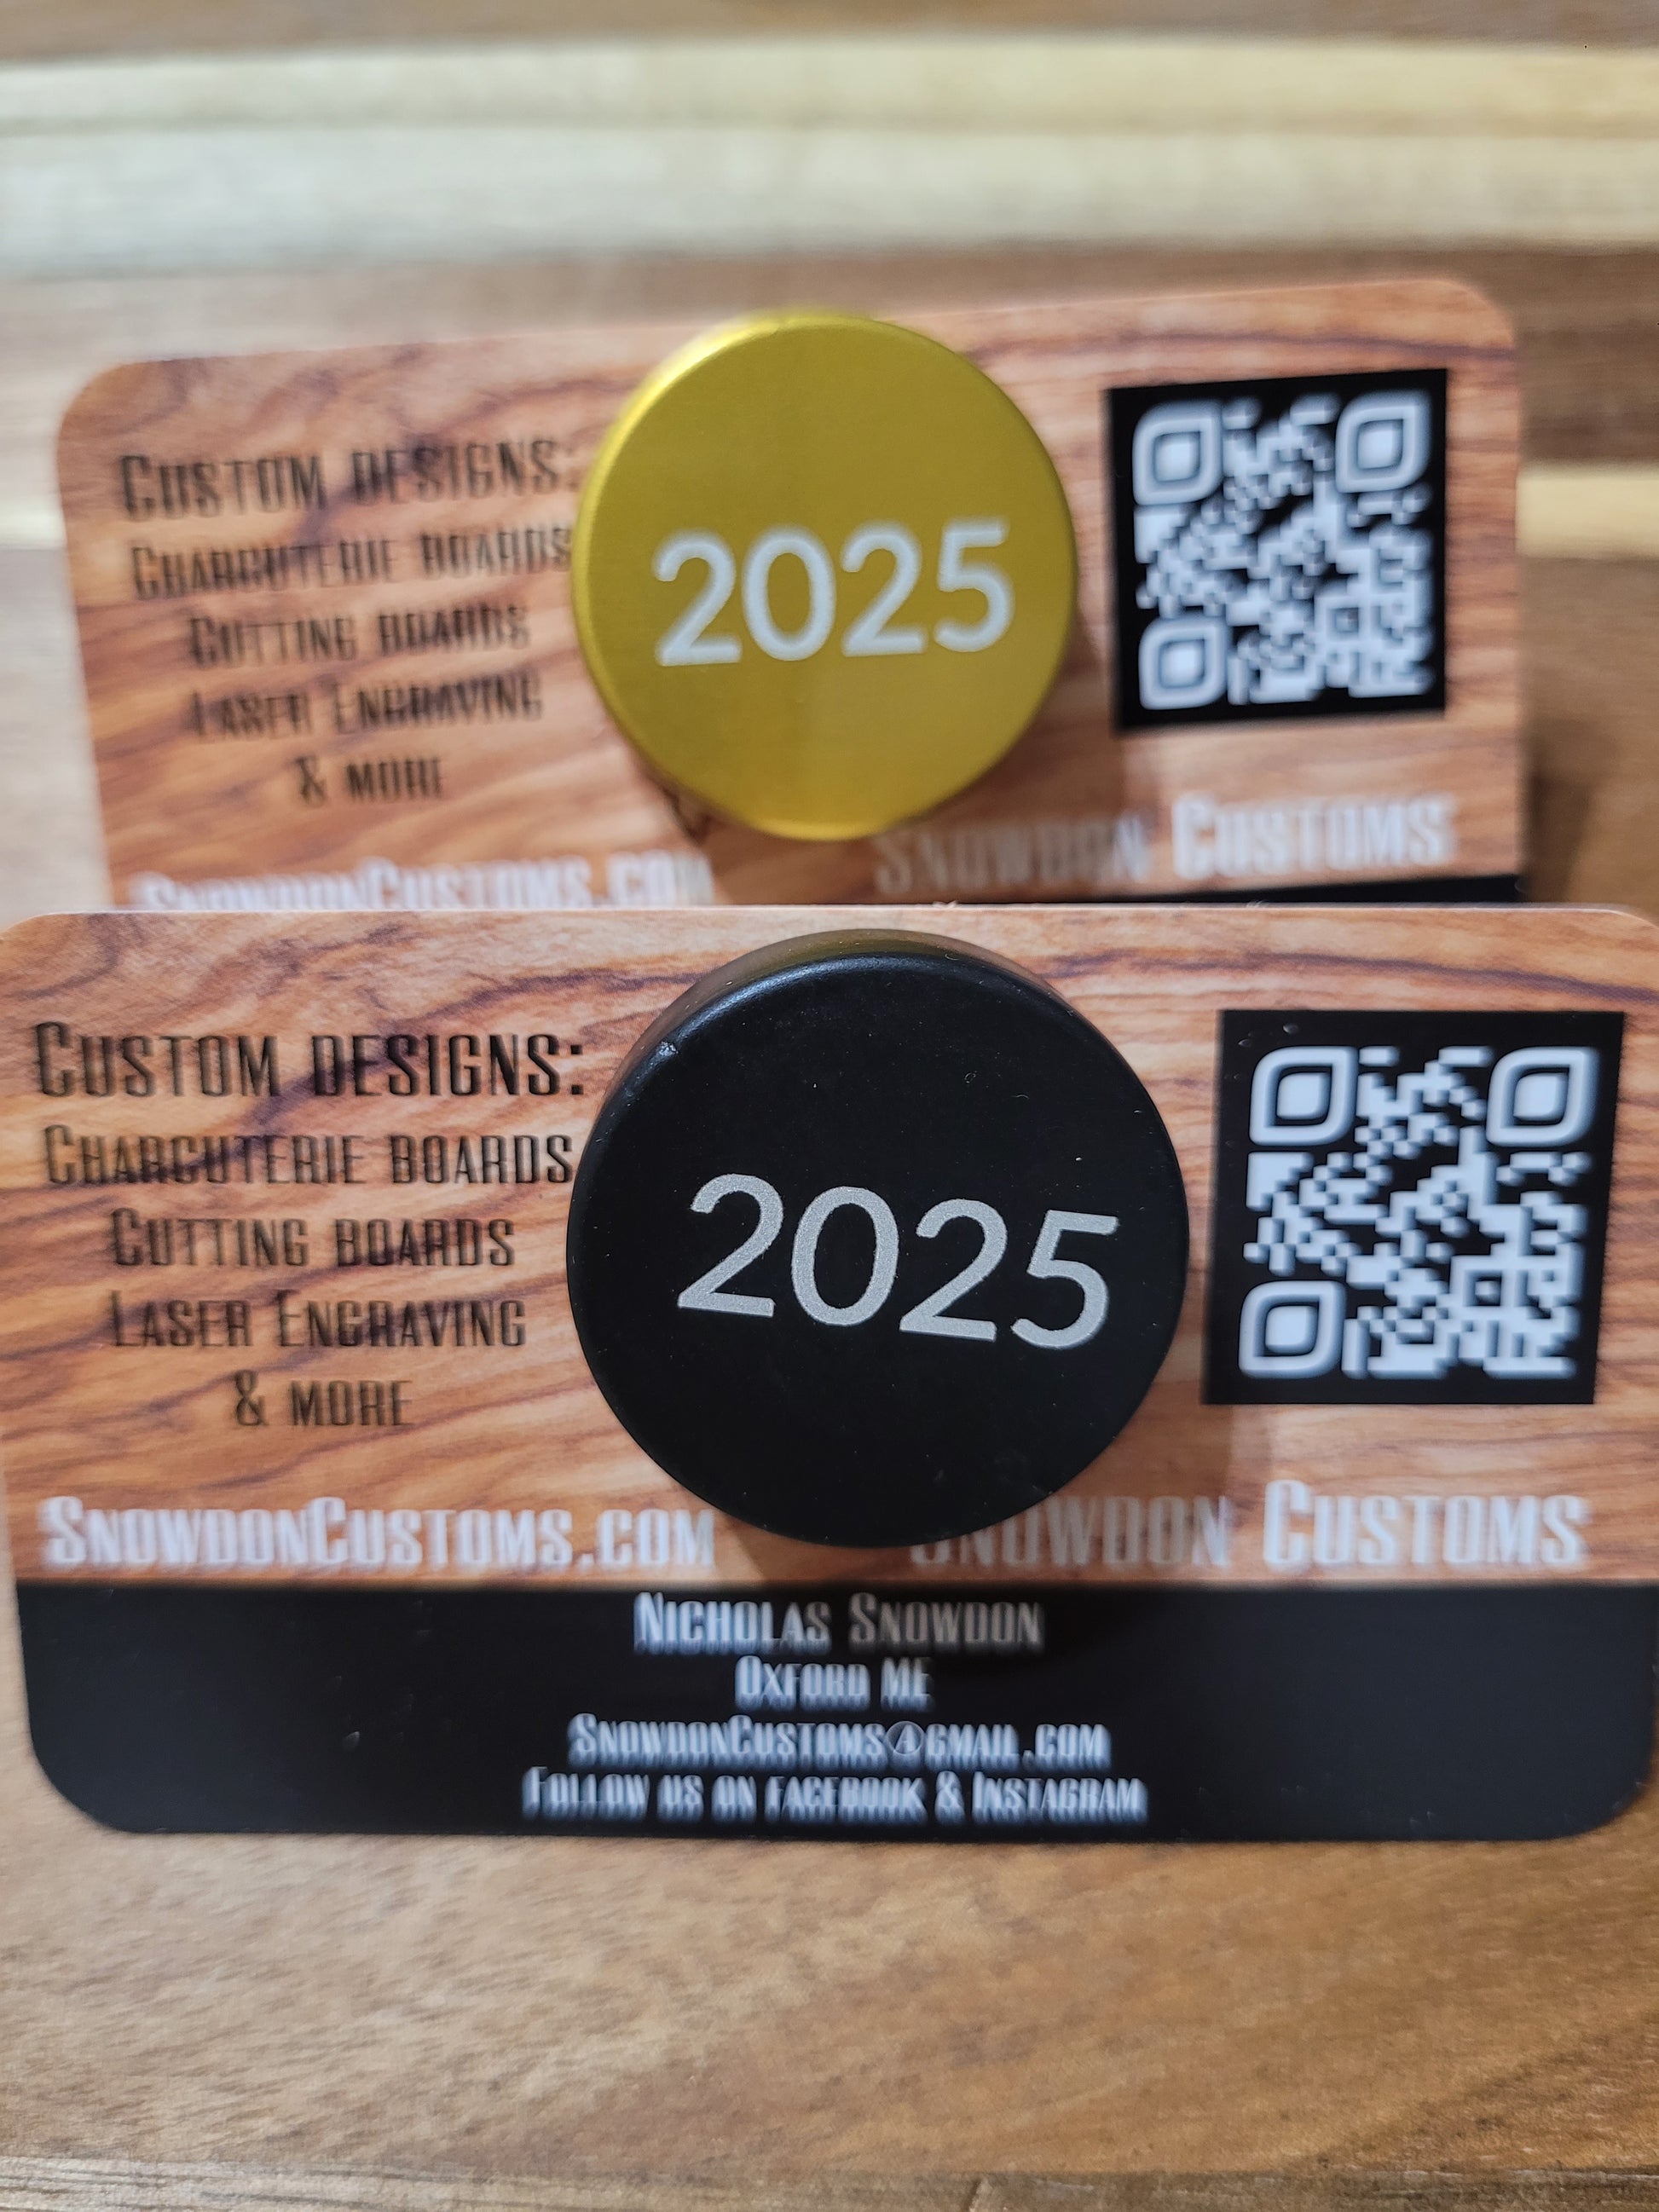 Custom designs:
Charcuterie boards
Cutting boards
Laser Engraving
& more
2025
SnowdonCustoms.com
Snowdon Customs
Custom designs:
Charcuterie boards
Cutting boards
Laser Engraving
& more
2025
SnowdonCustoms.com
Snowdon Customs
Nicholas Snowdon
Oxford ME
SnowdonCustoms@gmail.com
Follow us on facebook & Instagram